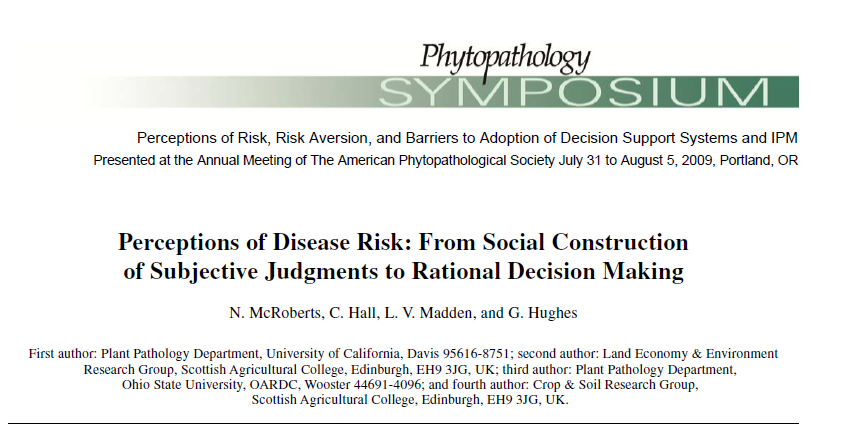 Phytopathology
SYMPOSIUM
Perceptions of Risk, Risk Aversion, and Barriers to Adoption of Decision Support Systems and IPM
Presented at the Annual Meeting of The American Phytopathological Society July 31 to August 5, 2009, Portland, OR
Perceptions of Disease Risk: From Social Construction
of Subjective Judgments to Rational Decision Making
N. McRoberts, C. Hall, L. V. Madden, and G. Hughes
First author: Plant Pathology Department, University of California, Davis 95616-8751; second author: Land Economy & Environment
Research Group, Scottish Agricultural College, Edinburgh, EH9 3JG, UK; third author: Plant Pathology Department,
Ohio State University, OARDC, Wooster 44691-4096; and fourth author: Crop & Soil Research Group,
Scottish Agricultural College, Edinburgh, EH9 3JG, UK.